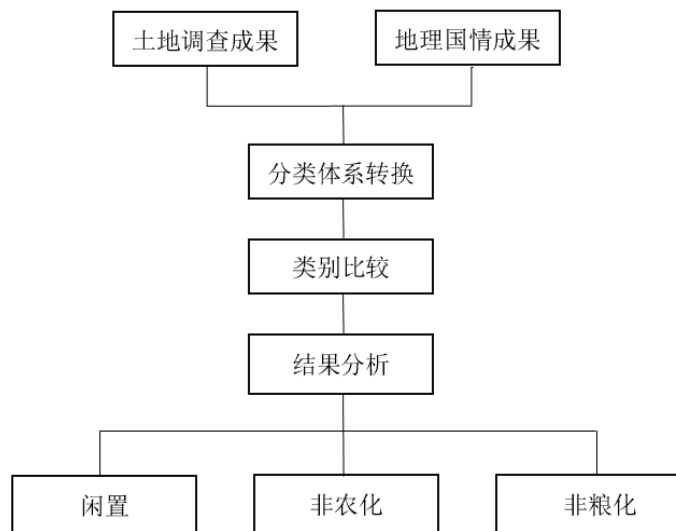 土地调查成果
地理国情成果
分类体系转换
类别比较
结果分析
闲置
非农化
非粮化